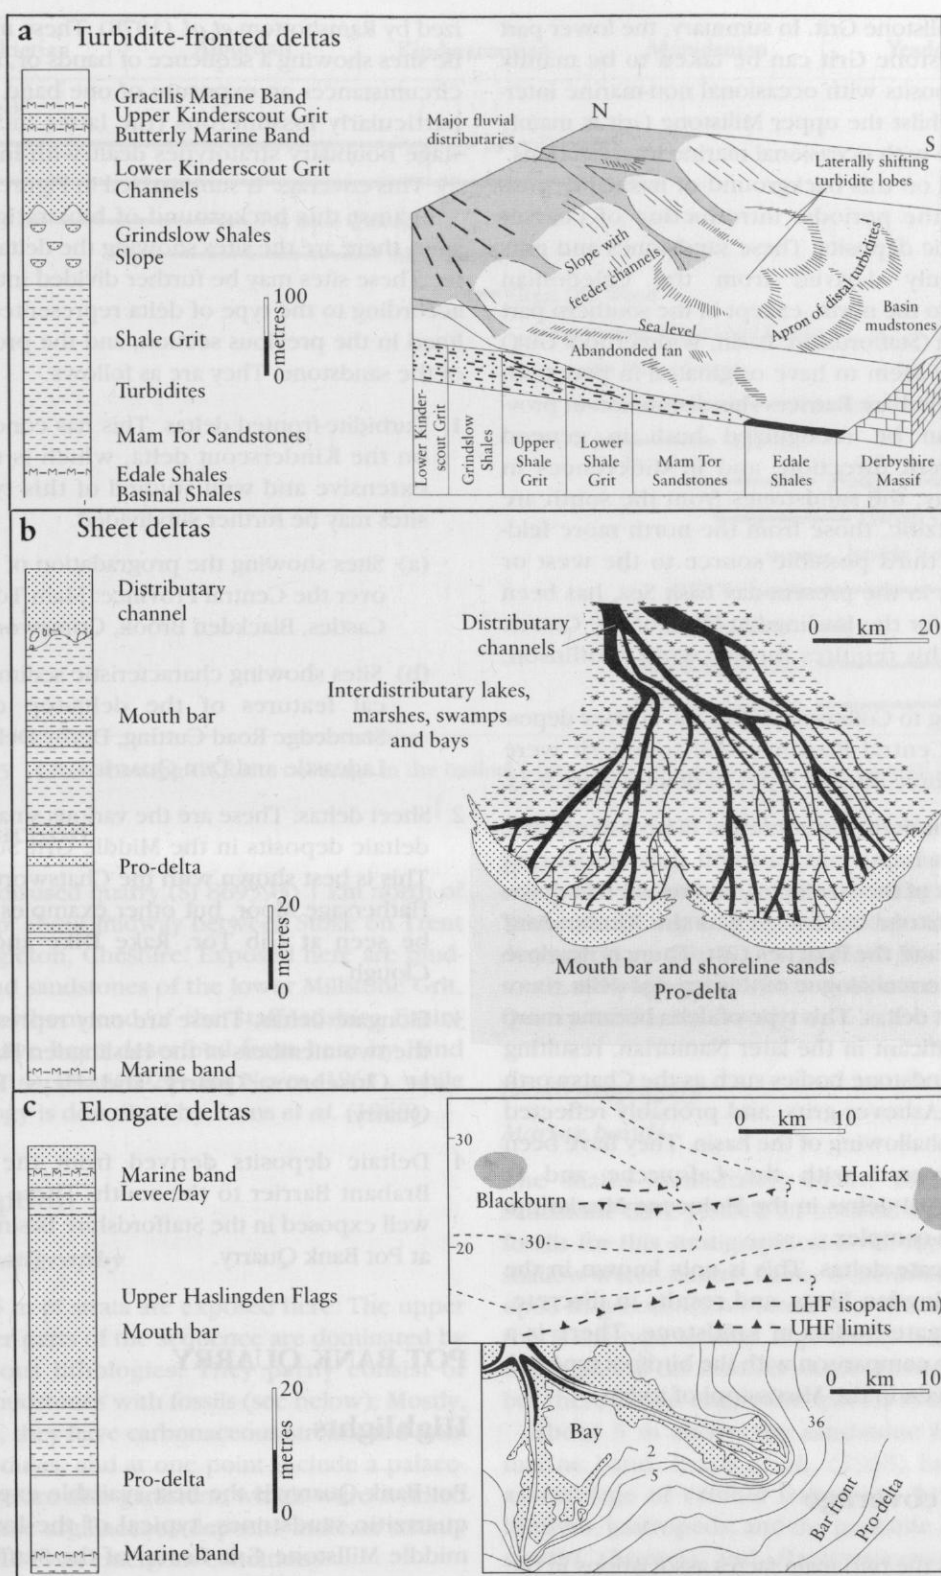 a
Turbidite-fronted deltas
Gracilis Marine Band
Upper Kinderscout Grit
Butterly Marine Band
Lower Kinderscout Grit
Channels
Grindslow Shales
Slope
Shale Grit
Turbidites
Mam Tor Sandstones
Edale Shales
Basinal Shales
100
metres
0
Major fluvial
distributaries
N
S
Laterally shifting
turbidite lobes
Slope with
feeder channels
Apron of distal turbidites
Basin
mudstones
Sea level
Abandonded fan
Lower Kinder-
scout Grit
Grindslow
Shales
Upper
Shale
Grit
Lower
Shale
Grit
Mam Tor
Sandstones
Edale
Shales
Derbyshire
Massif
b
Sheet deltas
Distributary
channel
Mouth bar
Pro-delta
Marine band
20
metres
0
Distributary
channels
0 km 20
Interdistributary lakes,
marshes, swamps
and bays
Mouth bar and shoreline sands
Pro-delta
c
Elongate deltas
Marine band
Levee/bay
Upper Haslingden Flags
Mouth bar
Pro-delta
Marine band
20
metres
0
0 km 10
30
Blackburn
Halifax
?
?
20
30
?
LHF isopach (m)
UHF limits
0 km 10
Bay
2
5
36
Bar front
Pro-delta